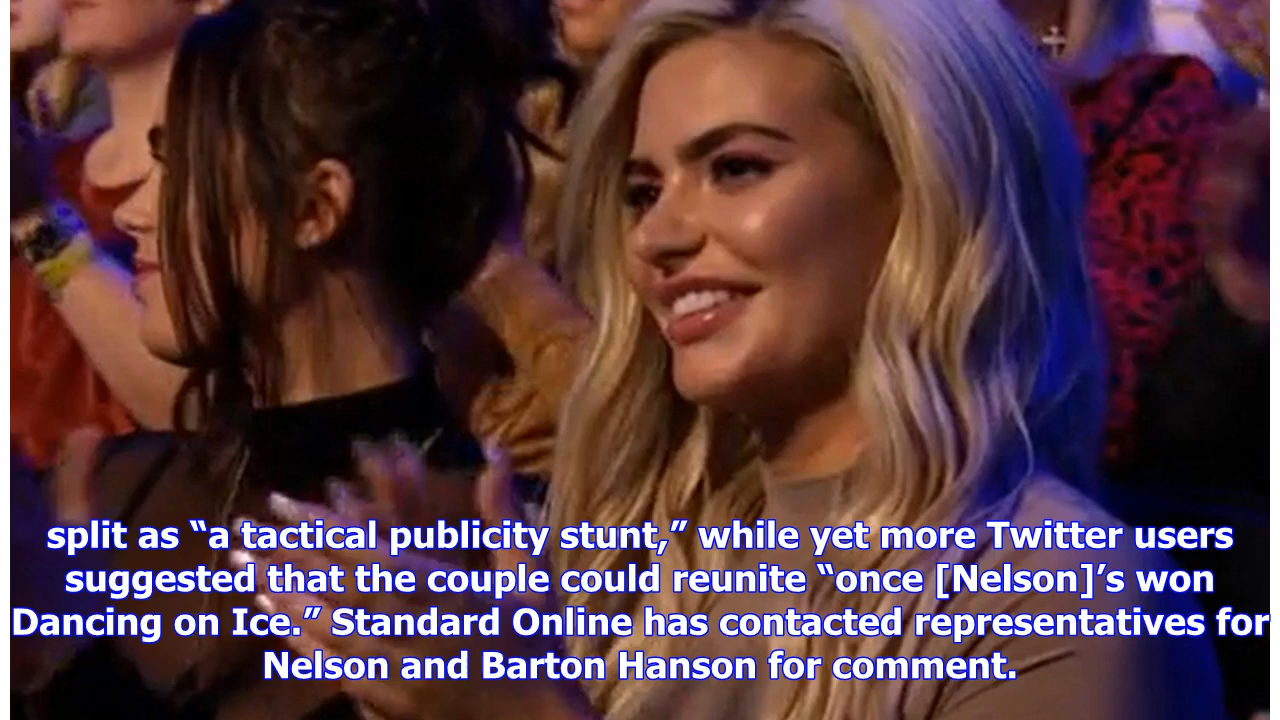 split as “a tactical publicity stunt,” while yet more Twitter users
suggested that the couple could reunite “once [Nelson]’s won
Dancing on Ice.” Standard Online has contacted representatives for
Nelson and Barton Hanson for comment.